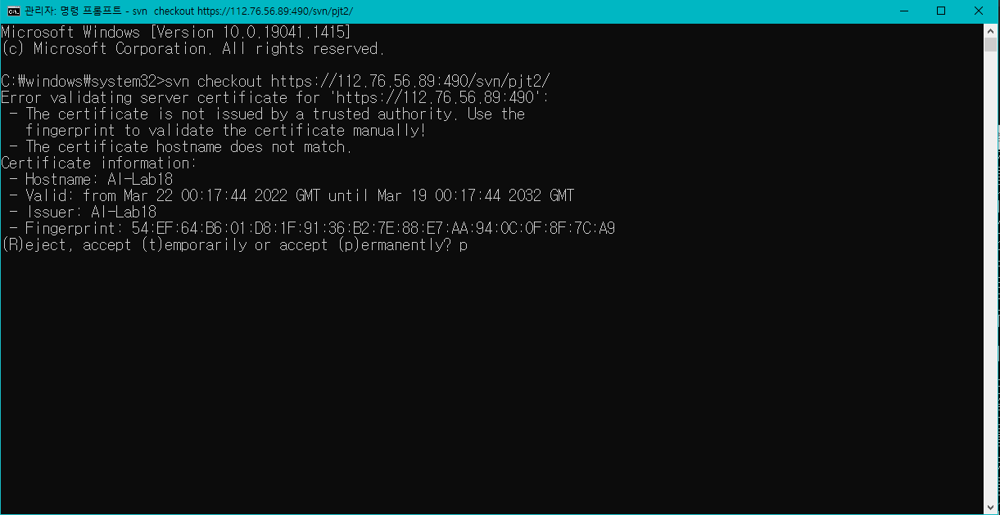 관리자: 명령 프롬프트 - svn  checkout https://112.76.56.89:490/svn/pjt2/
Microsoft Windows [Version 10.0.19041.1415]
(c) Microsoft Corporation. All rights reserved.
C:₩windows₩system32>svn checkout https://112.76.56.89:490/svn/pjt2/
Error validating server certificate for 'https://112.76.56.89:490':
 - The certificate is not issued by a trusted authority. Use the
   fingerprint to validate the certificate manually!
 - The certificate hostname does not match.
Certificate information:
 - Hostname: AI-Lab18
 - Valid: from Mar 22 00:17:44 2022 GMT until Mar 19 00:17:44 2032 GMT
 - Issuer: AI-Lab18
 - Fingerprint: 54:EF:64:B6:01:D8:1F:91:36:B2:7E:88:E7:AA:94:0C:0F:8F:7C:A9
(R)eject, accept (t)emporarily or accept (p)ermanently? p